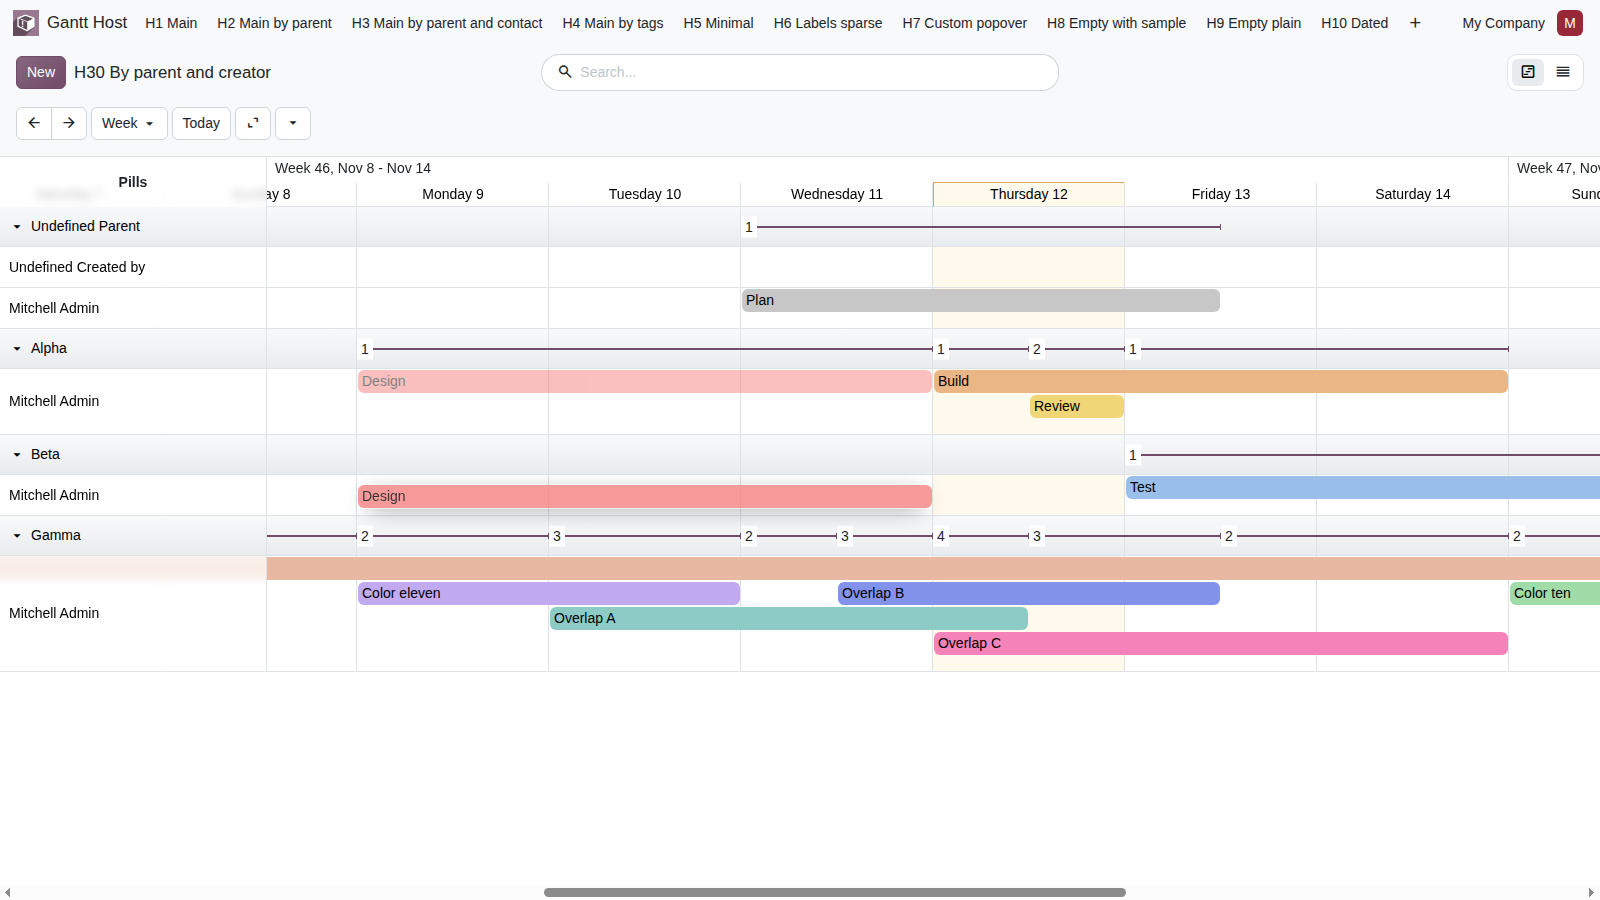 Gantt Host H1 Main H2 Main by parent H3 Main by parent and contact H4 Main by tags H5 Minimal H6 Labels sparse H7 Custom popover H8 Empty with sample H9 Empty plain H10 Dated + My Company M
New H30 By parent and creator Search...
Week Today
Week 46, Nov 8 - Nov 14 Week 47, Nov
Pills
ay 8 Monday 9 Tuesday 10 Wednesday 11 Thursday 12 Friday 13 Saturday 14 Sund
Undefined Parent 1
Undefined Created by
Mitchell Admin Plan
Alpha 1 1 2 1
Mitchell Admin Design Build
Review
Beta 1
Mitchell Admin Design Test
Gamma 2 3 2 3 4 3 2 2
Color eleven Overlap B Color ten
Mitchell Admin Overlap A
Overlap C